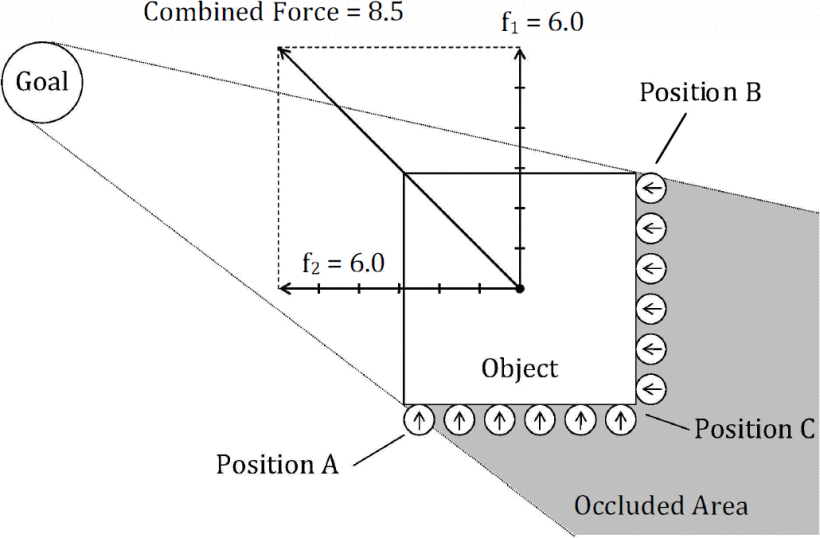 Combined Force = 8.5
f₁ = 6.0
Goal
Position B
f₂ = 6.0
Object
Position C
Position A
Occluded Area